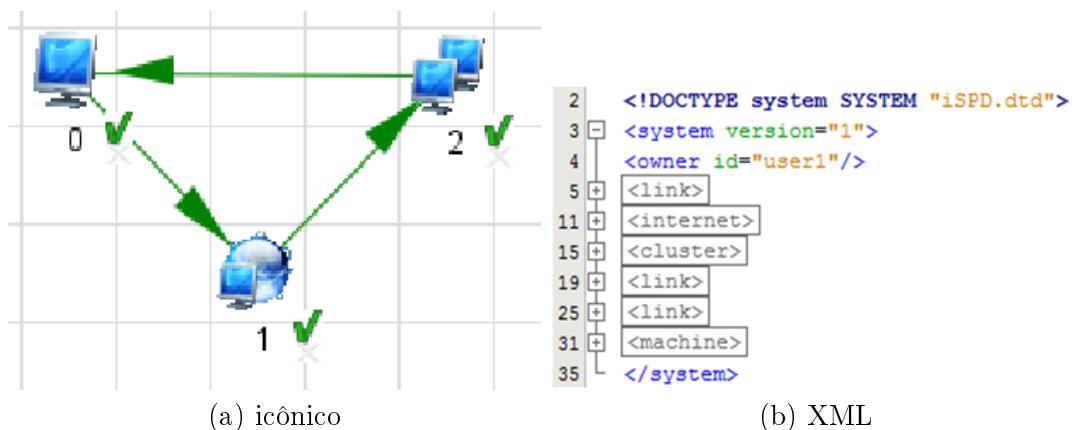 0
2
1
2 <!DOCTYPE system SYSTEM "iSPD.dtd">
3 <system version="1">
4 <owner id="user1"/>
5 <link>
11 <internet>
15 <cluster>
19 <link>
25 <link>
31 <machine>
35 </system>
(a) icônico
(b) XML